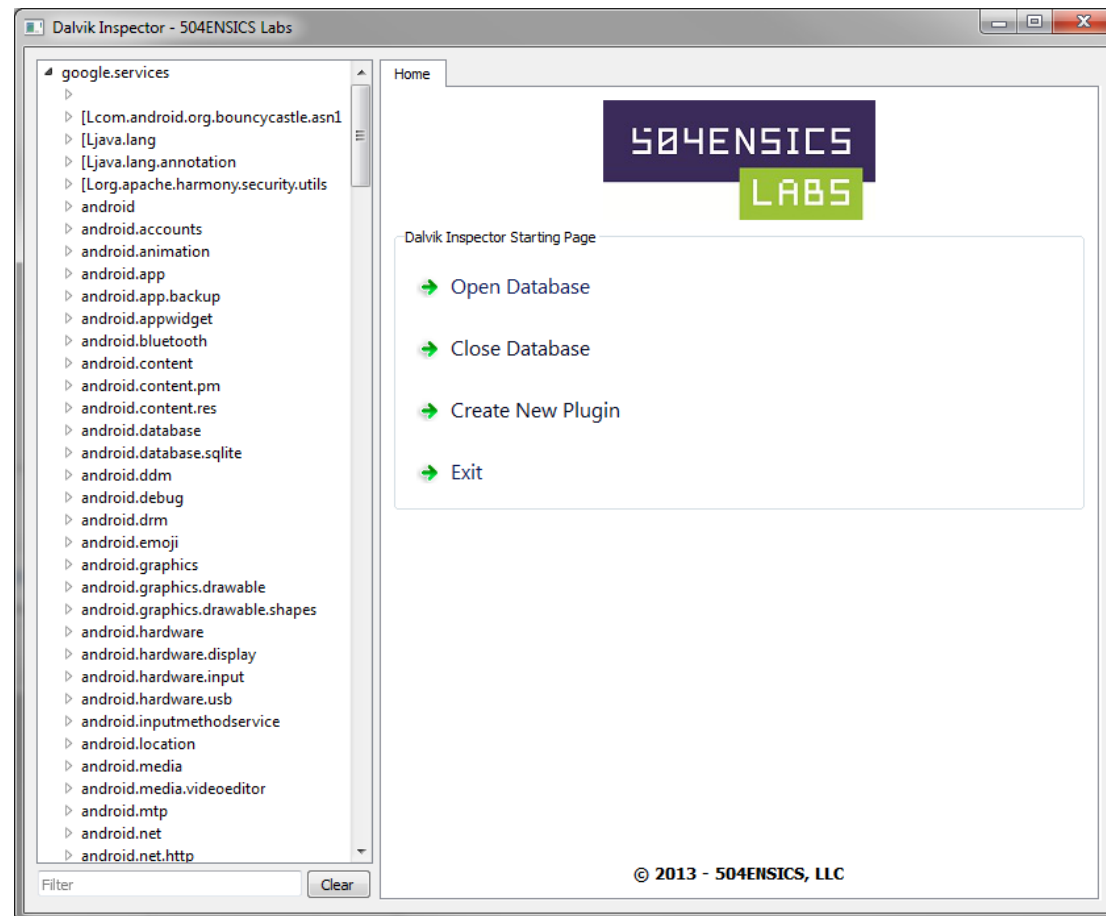 Dalvik Inspector - 504ENSICS Labs
google.services
[Lcom.android.org.bouncycastle.asn1
[Ljava.lang
[Ljava.lang.annotation
[Lorg.apache.harmony.security.utils
android
android.accounts
android.animation
android.app
android.app.backup
android.appwidget
android.bluetooth
android.content
android.content.pm
android.content.res
android.database
android.database.sqlite
android.ddm
android.debug
android.drm
android.emoji
android.graphics
android.graphics.drawable
android.graphics.drawable.shapes
android.hardware
android.hardware.display
android.hardware.input
android.hardware.usb
android.inputmethodservice
android.location
android.media
android.media.videoeditor
android.mtp
android.net
android.net.http
Filter
Clear
Home
504ENSICS
LABS
Dalvik Inspector Starting Page
Open Database
Close Database
Create New Plugin
Exit
© 2013 - 504ENSICS, LLC